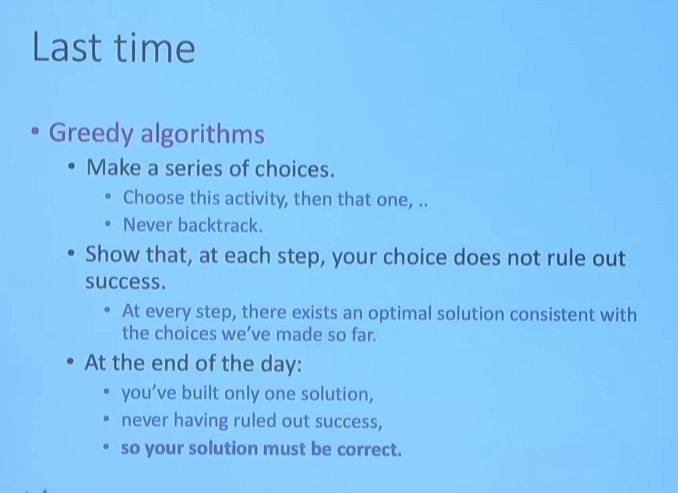 Last time
• Greedy algorithms
• Make a series of choices.
• Choose this activity, then that one, ..
• Never backtrack.
• Show that, at each step, your choice does not rule out
success.
• At every step, there exists an optimal solution consistent with
the choices we've made so far.
• At the end of the day:
• you've built only one solution,
• never having ruled out success,
• so your solution must be correct.